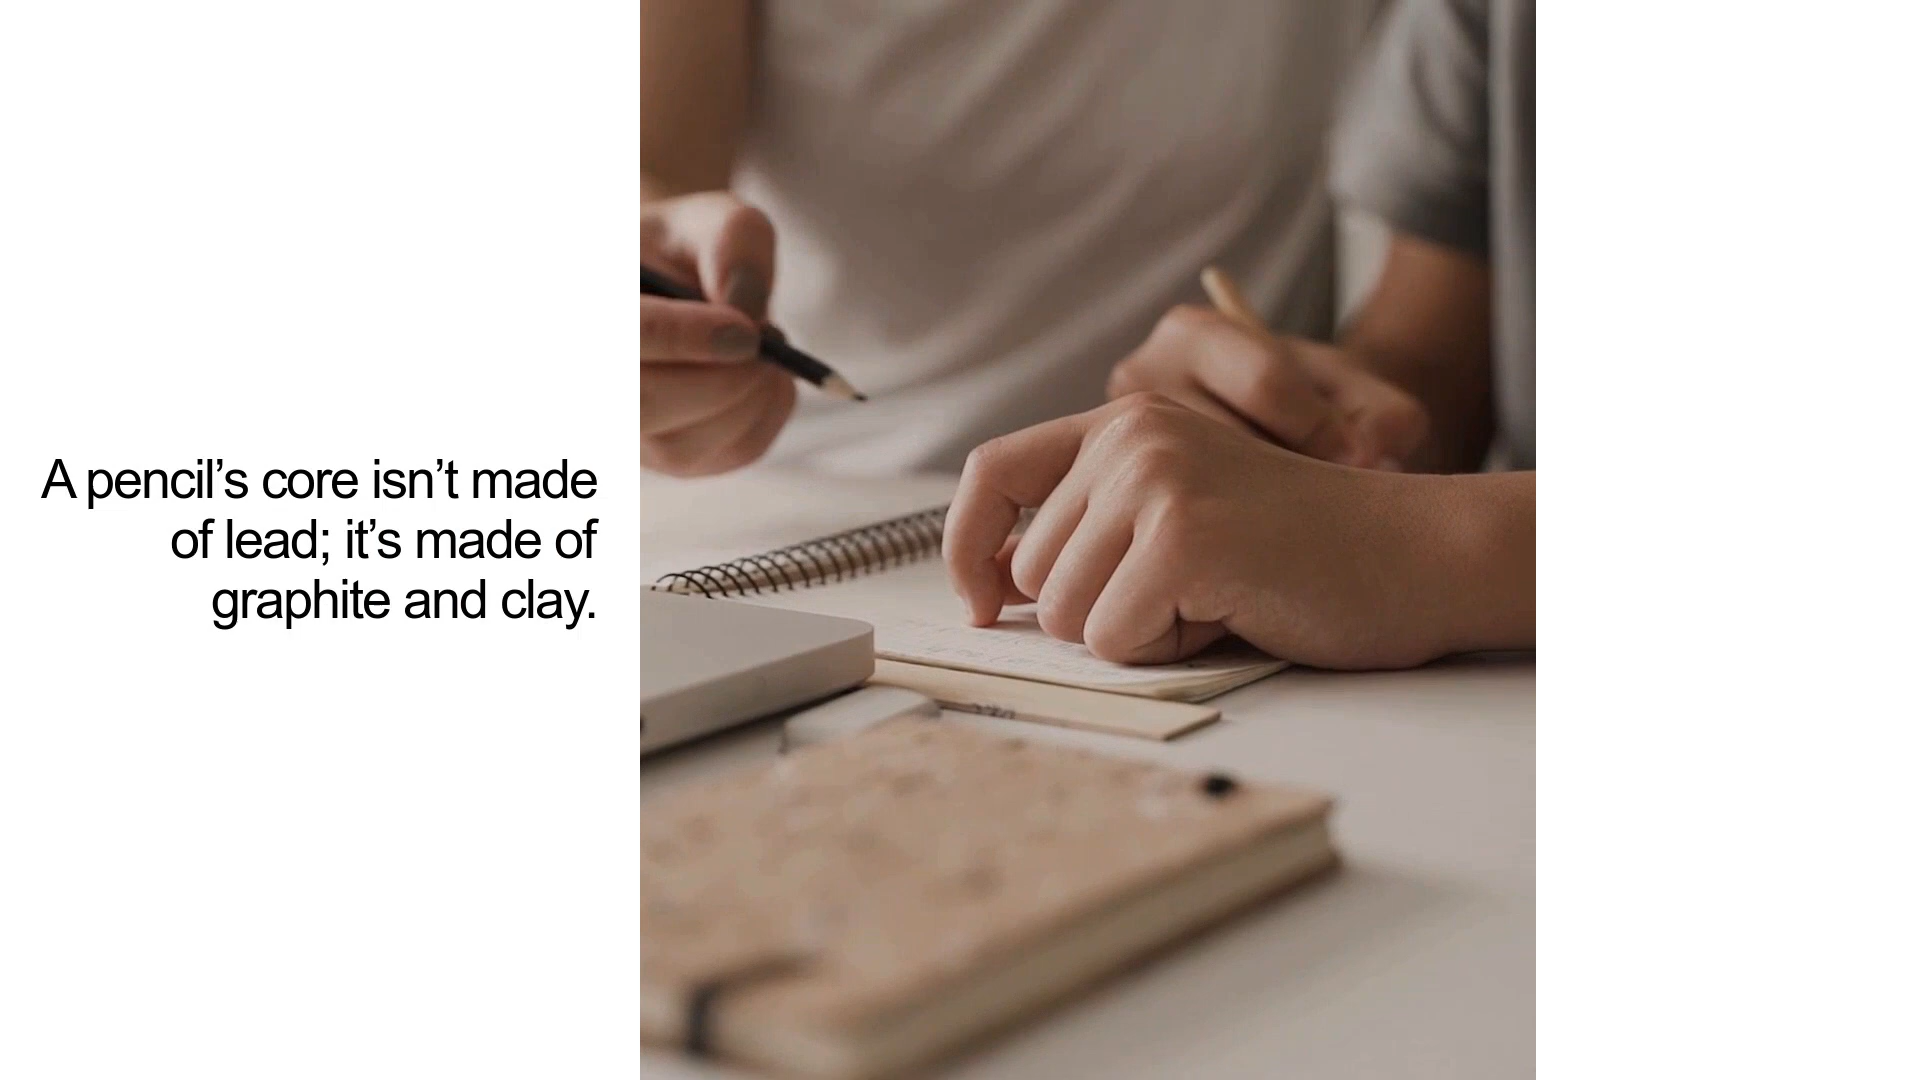 A pencil’s core isn’t made
of lead; it’s made of
graphite and clay.